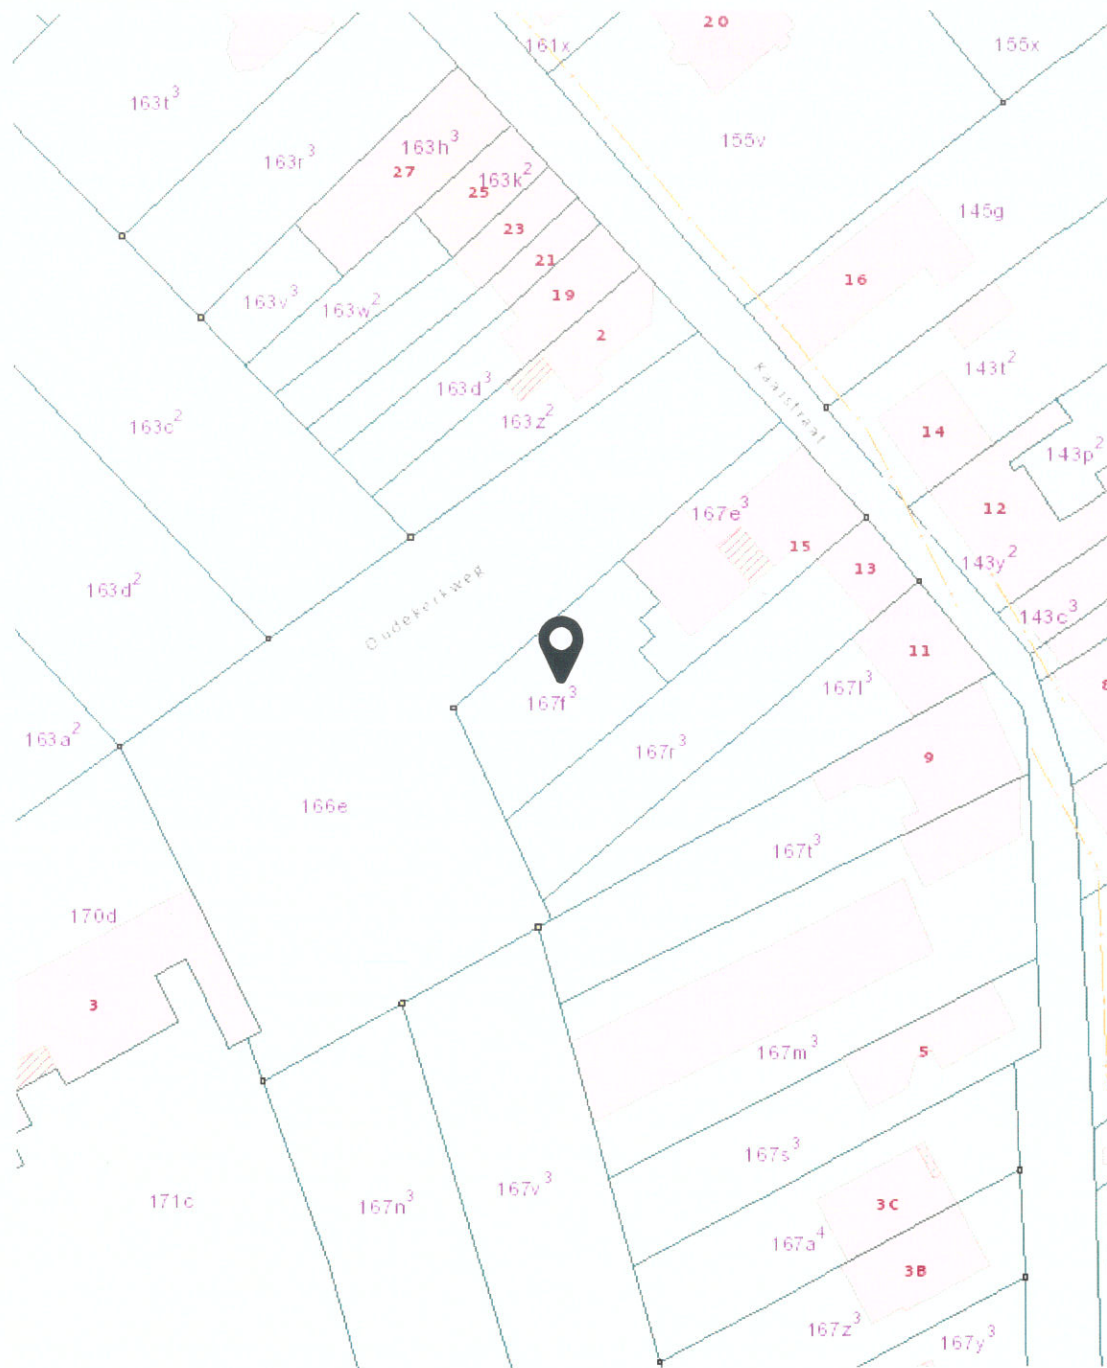 20
161x
155x
163t³
155v
163h³
163r³
27
163k²
25
145g
23
21
16
163v³
163w²
19
2
143t²
Kaalstraat
163d³
163z²
163c²
14
143p²
12
167e³
15
143y²
13
Oudekerkweg
163d²
143c³
11
167l³
8
167f³
163a²
167r³
9
166e
167t³
170d
3
167m³
5
167s³
171c
167n³
167v³
3C
167a⁴
3B
167z³
167y³